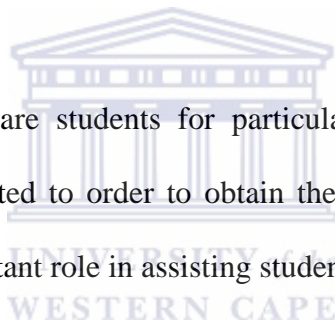 are students for particula
ted to order to obtain the
UNIVERSITY of the
tant role in assisting studen
WESTERN CAPE